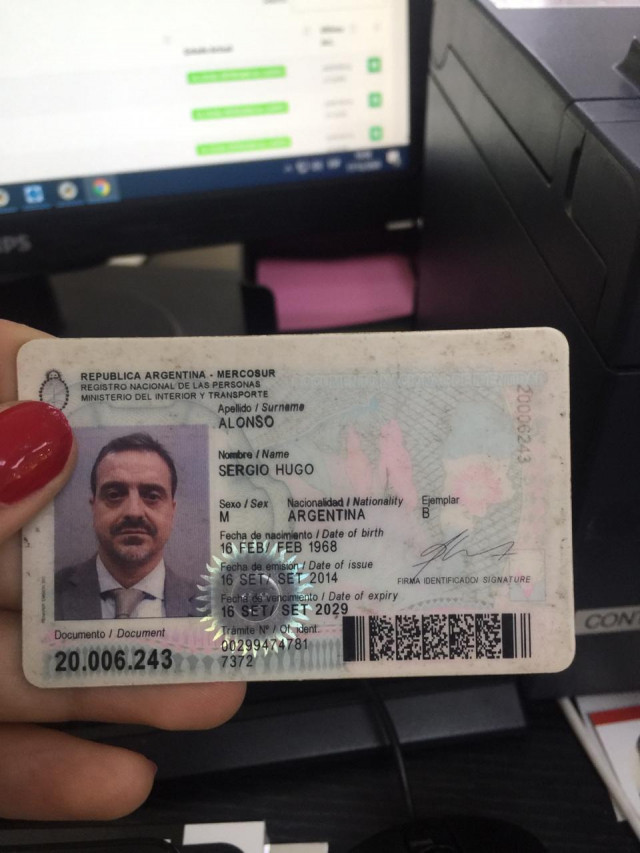 REPUBLICA ARGENTINA - MERCOSUR
REGISTRO NACIONAL DE LAS PERSONAS
MINISTERIO DEL INTERIOR Y TRANSPORTE
Apellido / Surname
ALONSO
Nombre / Name
SERGIO HUGO
Sexo / Sex Nacionalidad / Nationality Ejemplar
M ARGENTINA B
Fecha de nacimiento / Date of birth
16 FEB/ FEB 1968
Fecha de emisión / Date of issue
16 SET/ SET 2014
FIRMA IDENTIFICADO/ SIGNATURE
Fecha de vencimiento / Date of expiry
16 SET/ SET 2029
Documento / Document
20.006.243
Trámite N° / Of. ident.
00299474781
7372
20006243
CONT